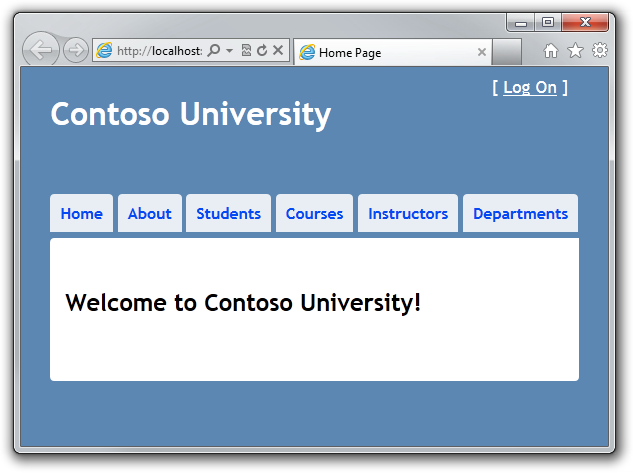 http://localhost:
Home Page
[ Log On ]
Contoso University
Home About Students Courses Instructors Departments
Welcome to Contoso University!